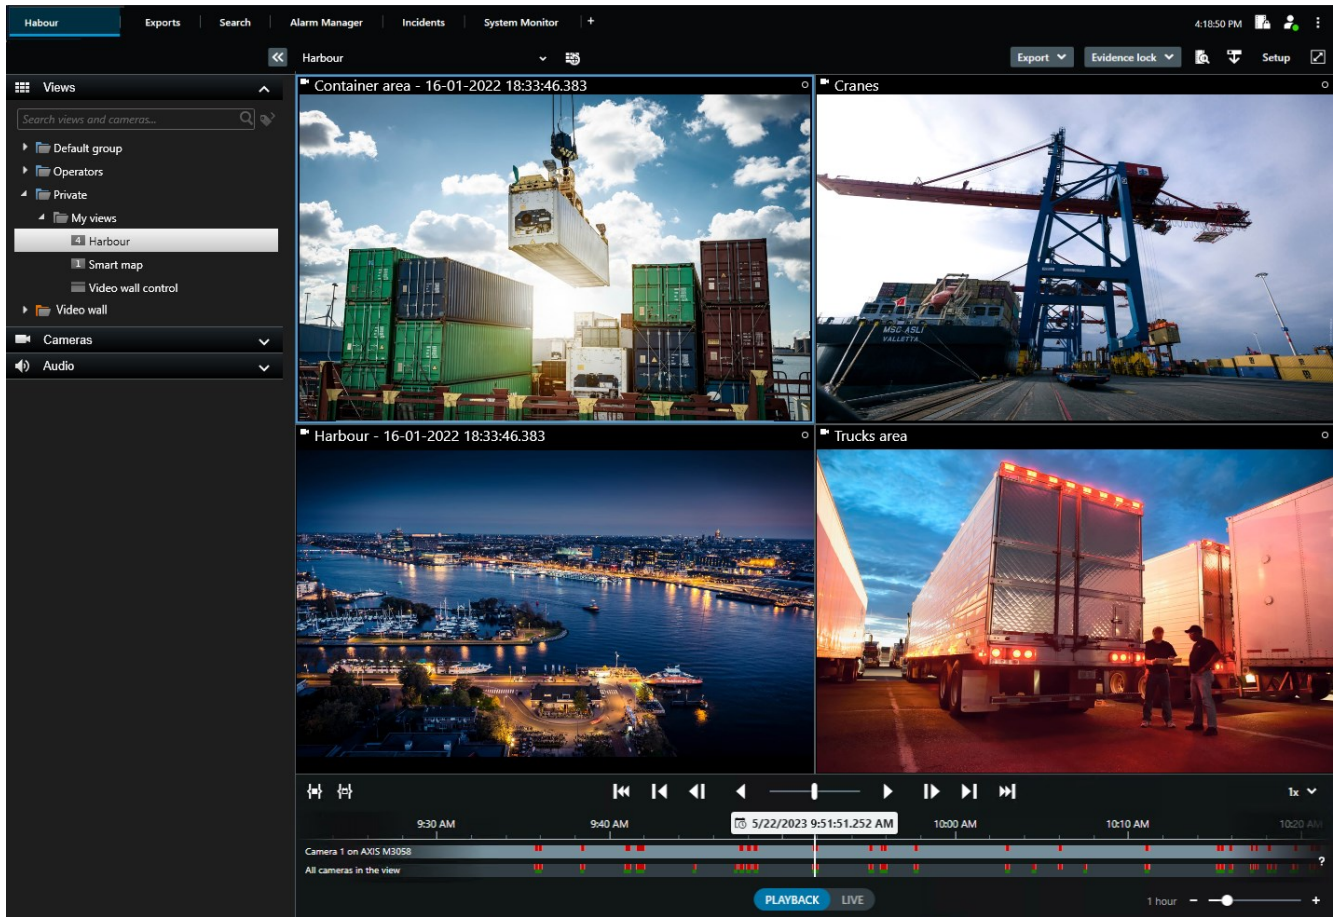 Habour Exports Search Alarm Manager Incidents System Monitor + 4:18:50 PM
Harbour Export Evidence lock Setup
Views
Search views and cameras...
Default group
Operators
Private
My views
4 Harbour
1 Smart map
Video wall control
Video wall
Cameras
Audio
Container area - 16-01-2022 18:33:46.383
Cranes
MSC ASLI
VALLETTA
Harbour - 16-01-2022 18:33:46.383
Trucks area
1x
9:30 AM 9:40 AM 5/22/2023 9:51:51.252 AM 10:00 AM 10:10 AM 10:20 AM
Camera 1 on AXIS M3058
All cameras in the view
?
PLAYBACK LIVE
1 hour - +